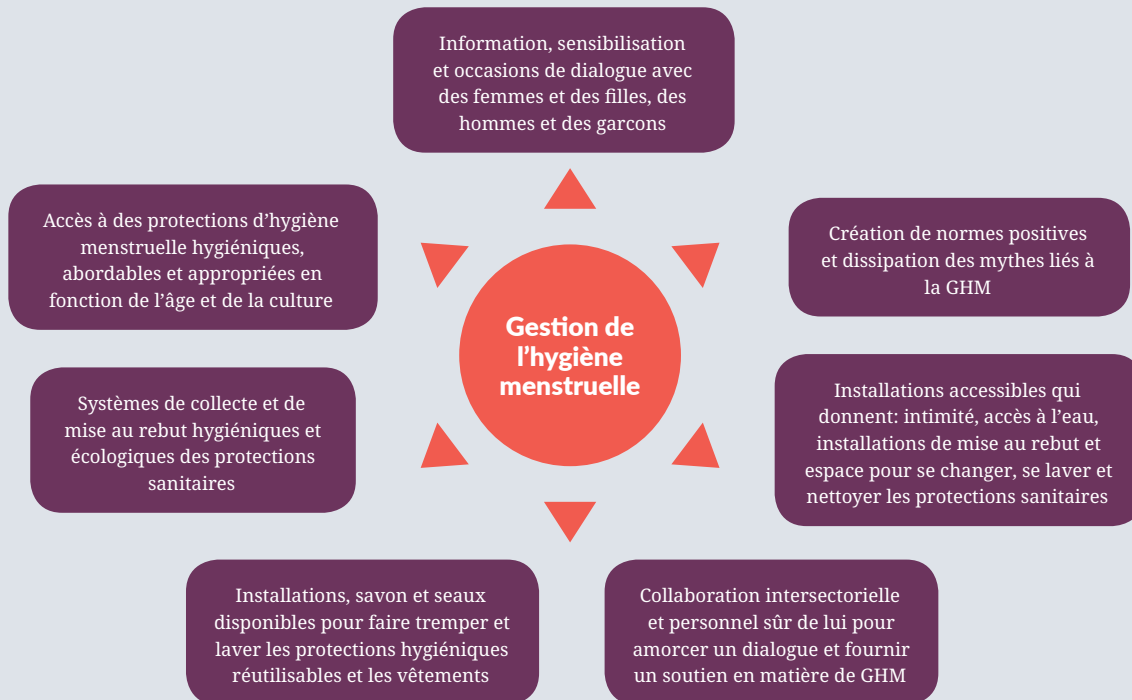 Information, sensibilisation
et occasions de dialogue avec
des femmes et des filles, des
hommes et des garcons
Accès à des protections d’hygiène
menstruelle hygiéniques,
abordables et appropriées en
fonction de l’âge et de la culture
Création de normes positives
et dissipation des mythes liés à
la GHM
Gestion de
l’hygiène
menstruelle
Systèmes de collecte et de
mise au rebut hygiéniques et
écologiques des protections
sanitaires
Installations accessibles qui
donnent: intimité, accès à l’eau,
installations de mise au rebut et
espace pour se changer, se laver et
nettoyer les protections sanitaires
Installations, savon et seaux
disponibles pour faire tremper et
laver les protections hygiéniques
réutilisables et les vêtements
Collaboration intersectorielle
et personnel sûr de lui pour
amorcer un dialogue et fournir
un soutien en matière de GHM